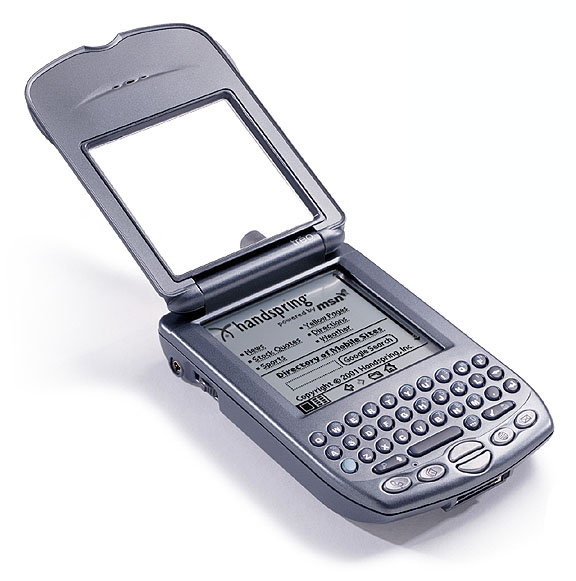 treo
handspring
powered by msn
News
Stock Quotes
Sports
Yellow Pages
Directions
Weather
Directory of Mobile Sites
Google Search
Copyright © 2001 Handspring, Inc.